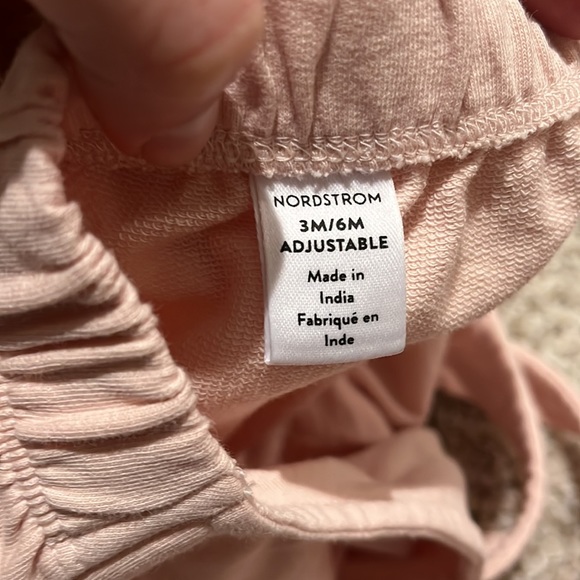 NORDSTROM
3M/6M
ADJUSTABLE
Made in
India
Fabriqué en
Inde